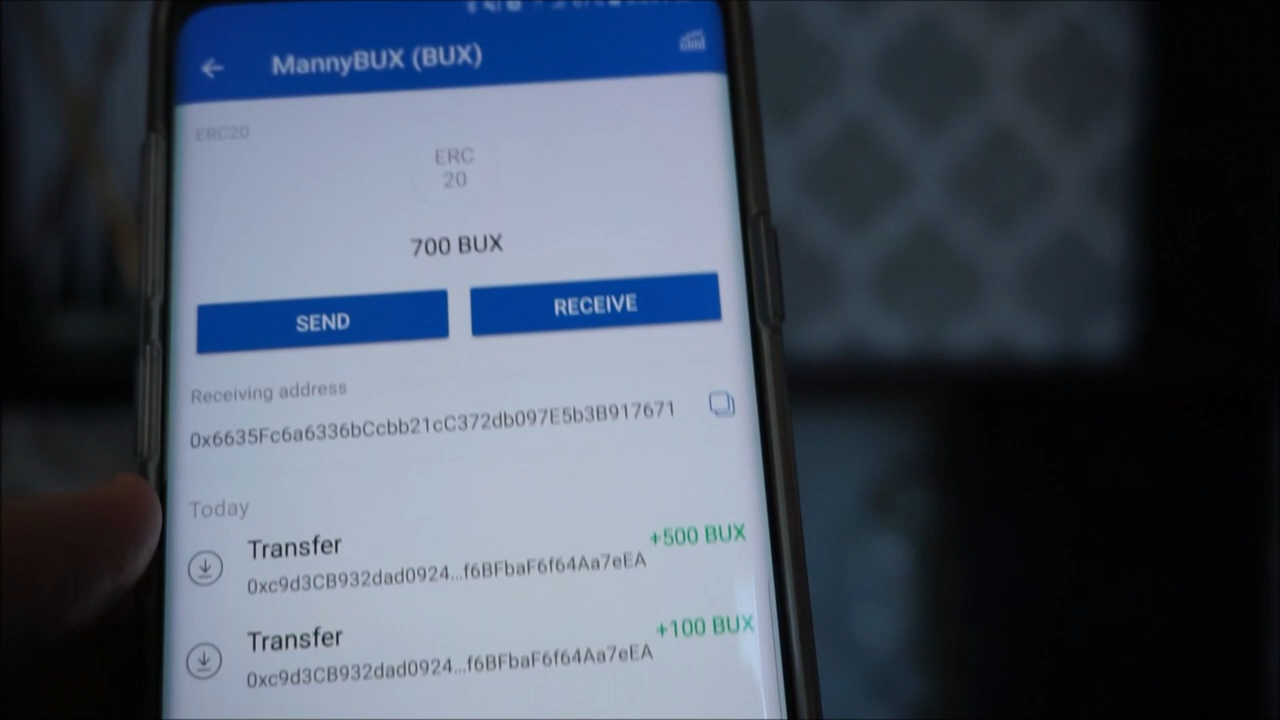 MannyBUX (BUX)
ERC20
ERC
20
700 BUX
SEND
RECEIVE
Receiving address
0x6635Fc6a6336bCcbb21cC372db097E5b3B917671
Today
Transfer
+500 BUX
0xc9d3CB932dad0924...f6BFbaF6f64Aa7eEA
Transfer
+100 BUX
0xc9d3CB932dad0924...f6BFbaF6f64Aa7eEA